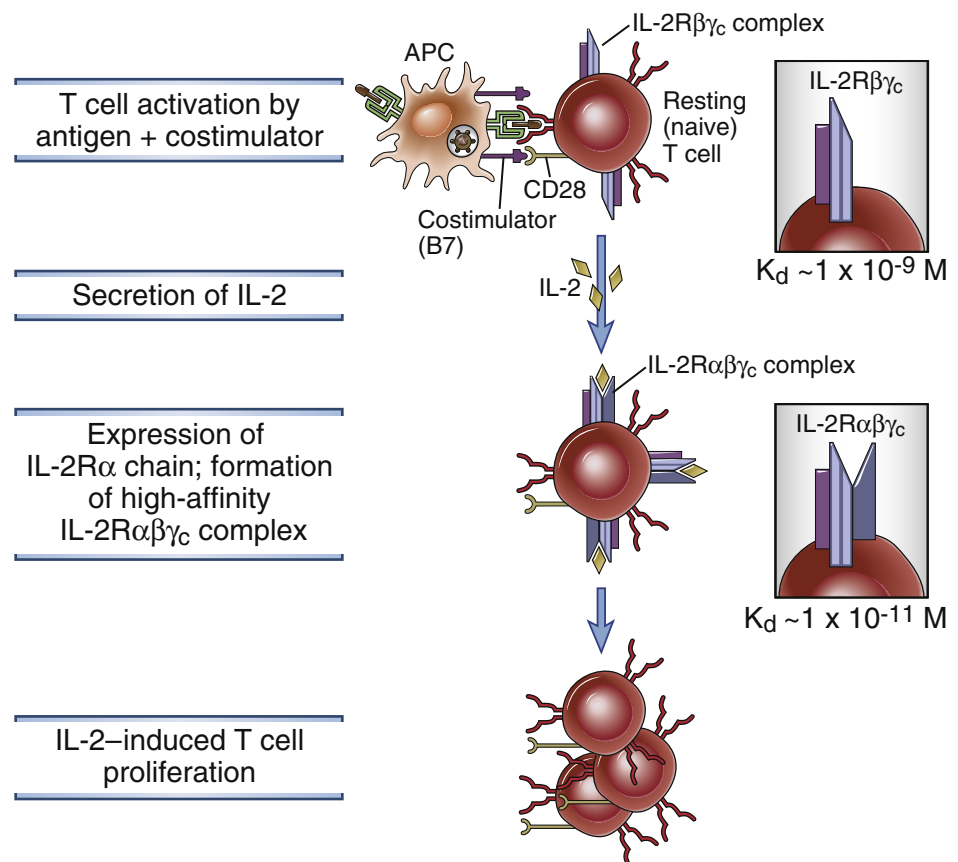 T cell activation by
antigen + costimulator
APC
IL-2Rβγc complex
Resting
(naive)
T cell
CD28
Costimulator
(B7)
IL-2Rβγc
Kd ~1 x 10-9 M
Secretion of IL-2
IL-2
Expression of
IL-2Rα chain; formation
of high-affinity
IL-2Rαβγc complex
IL-2Rαβγc complex
IL-2Rαβγc
Kd ~1 x 10-11 M
IL-2–induced T cell
proliferation